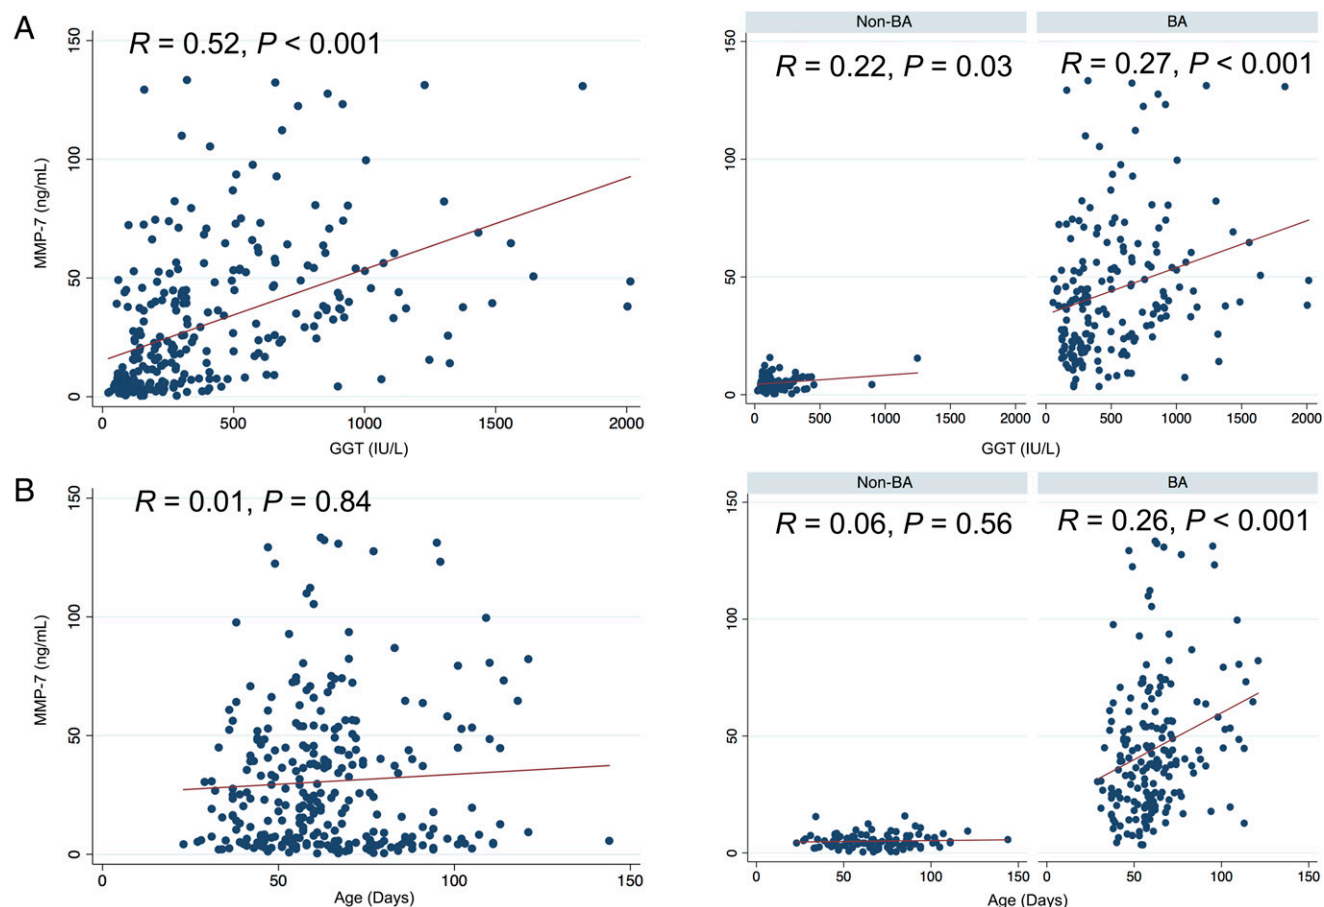 A
R = 0.52, P < 0.001
MMP-7 (ng/mL)
150
100
50
0
0 500 1000 1500 2000
GGT (IU/L)
Non-BA BA
R = 0.22, P = 0.03
R = 0.27, P < 0.001
150
100
50
0
0 500 1000 1500 2000 0 500 1000 1500 2000
GGT (IU/L)
B
R = 0.01, P = 0.84
MMP-7 (ng/mL)
150
100
50
0
0 50 100 150
Age (Days)
Non-BA BA
R = 0.06, P = 0.56
R = 0.26, P < 0.001
150
100
50
0
0 50 100 150 0 50 100 150
Age (Days)